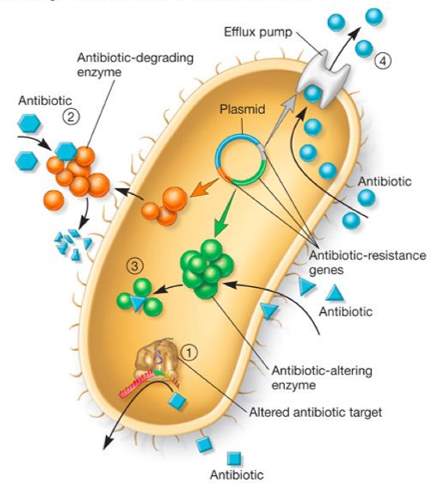 Efflux pump
④
Antibiotic-degrading
enzyme
Antibiotic
②
Plasmid
Antibiotic
Antibiotic-resistance
genes
③
Antibiotic
①
Antibiotic-altering
enzyme
Altered antibiotic target
Antibiotic